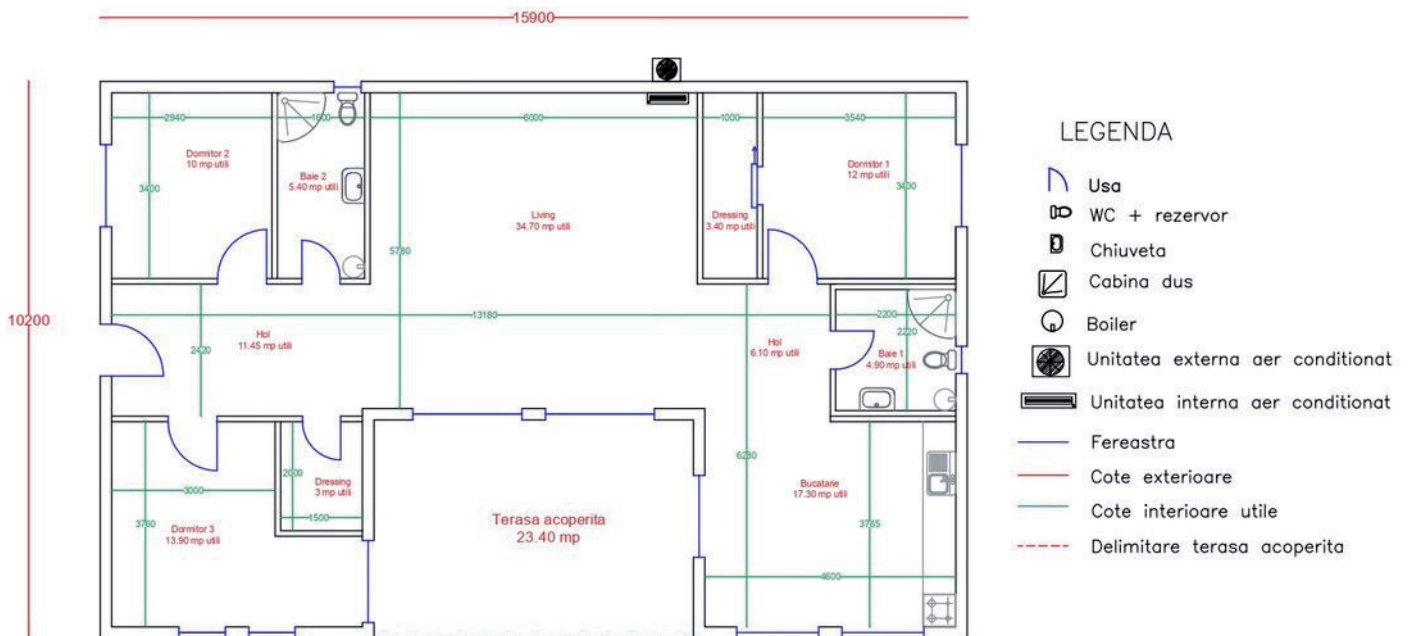 15900
10200
2940
1600
6000
1000
3540
Dormitor 2
10 mp utili
3400
Baie 2
5.40 mp utili
Living
34.70 mp utili
5780
Dressing
3.40 mp utili
Dormitor 1
12 mp utili
3400
13180
Hol
11.45 mp utili
2420
Hol
6.10 mp utili
2200
2220
Baie 1
4.90 mp utili
6230
2000
Dressing
3 mp utili
1500
3000
3760
Dormitor 3
13.90 mp utili
Terasa acoperita
23.40 mp
Bucatarie
17.30 mp utili
3765
4600
LEGENDA
Usa
WC + rezervor
Chiuveta
Cabina dus
Boiler
Unitatea externa aer conditionat
Unitatea interna aer conditionat
Fereastra
Cote exterioare
Cote interioare utile
Delimitare terasa acoperita